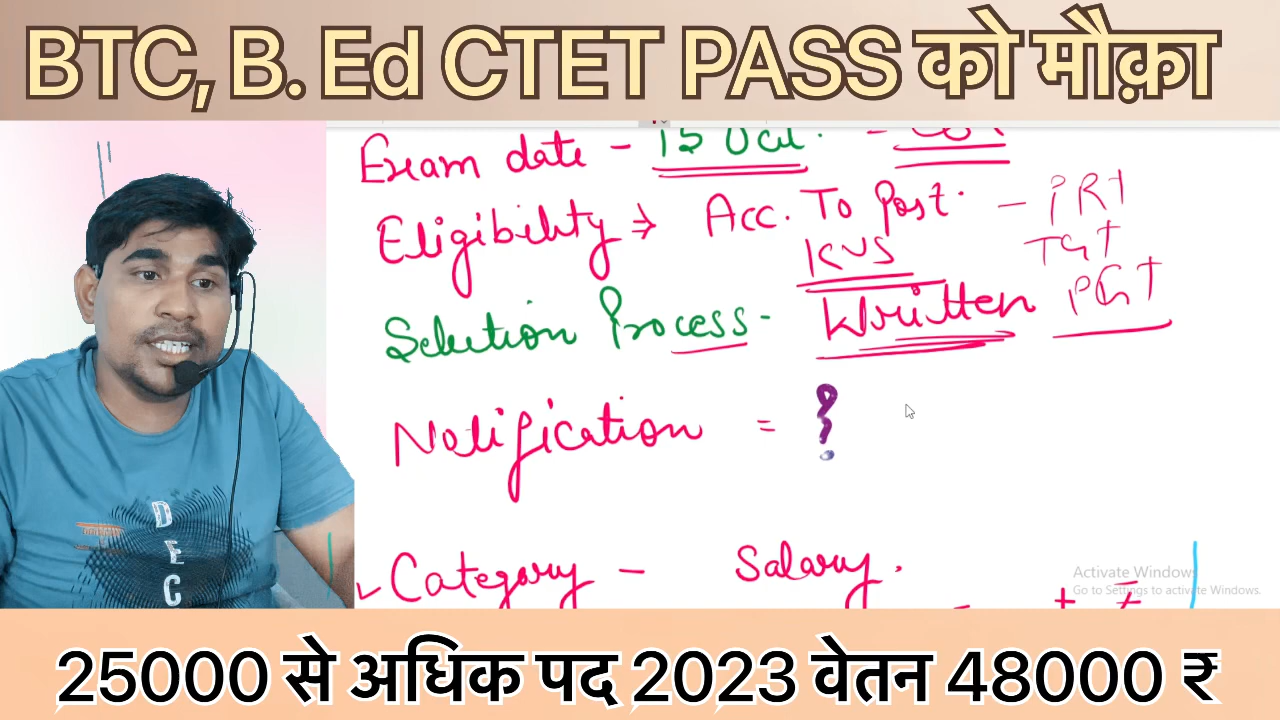 BTC, B. Ed CTET PASS को मौक़ा
Exam date - 15 Oct.
Eligibility → Acc. To Post. - PRT
KVS TGT
Selection Process - Written PGT
Notification = ?
Category - Salary.
DEC
Activate Windows
Go to Settings to activate Windows.
25000 से अधिक पद 2023 वेतन 48000 ₹